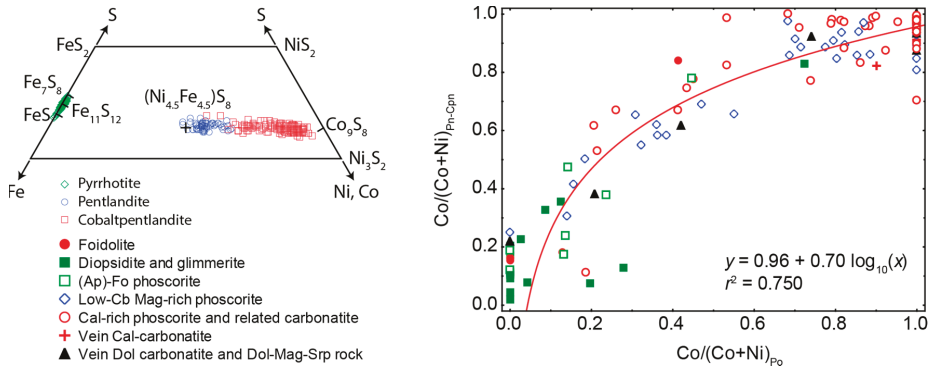 S S
FeS₂ NiS₂
Fe₇S₈
FeS Fe₁₁S₁₂ (Ni₄.₅Fe₄.₅)S₈ Co₉S₈
Ni₃S₂
Fe Ni, Co
Pyrrhotite
Pentlandite
Cobaltpentlandite
Foidolite
Diopsidite and glimmerite
(Ap)-Fo phoscorite
Low-Cb Mag-rich phoscorite
Cal-rich phoscorite and related carbonatite
Vein Cal-carbonatite
Vein Dol carbonatite and Dol-Mag-Srp rock
Co/(Co+Ni)Pn-Cpn
1.0
0.8
0.6
0.4
0.2
0.0
y = 0.96 + 0.70 log₁₀(x)
r² = 0.750
0.0 0.2 0.4 0.6 0.8 1.0
Co/(Co+Ni)Po